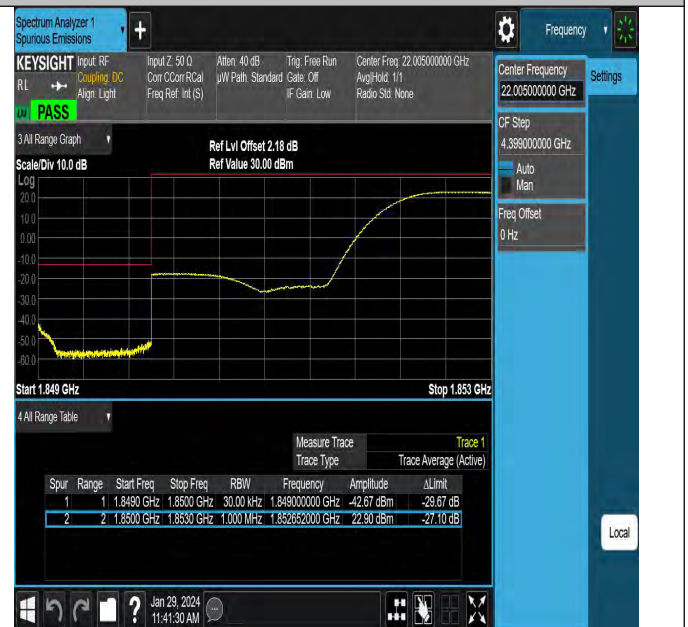 Spectrum Analyzer 1
Spurious Emissions
Frequency
KEYSIGHT Input: RF Input Z: 50 Ω Atten: 40 dB Trig: Free Run Center Freq: 22.005000000 GHz
RL Coupling: DC Corr CCorr RCal µW Path: Standard Gate: Off Avg|Hold: 1/1
Align: Light Freq Ref: Int (S) IF Gain: Low Radio Std: None
LNI PASS
Center Frequency
22.005000000 GHz
Settings
CF Step
4.399000000 GHz
Auto
Man
Freq Offset
0 Hz
3 All Range Graph
Ref Lvl Offset 2.18 dB
Scale/Div 10.0 dB Ref Value 30.00 dBm
Log
20.0
10.0
0.00
-10.0
-20.0
-30.0
-40.0
-50.0
-60.0
Start 1.849 GHz Stop 1.853 GHz
4 All Range Table
Measure Trace Trace 1
Trace Type Trace Average (Active)
Spur Range Start Freq Stop Freq RBW Frequency Amplitude ΔLimit
1 1 1.8490 GHz 1.8500 GHz 30.00 kHz 1.849000000 GHz -42.67 dBm -29.67 dB
2 2 1.8500 GHz 1.8530 GHz 1.000 MHz 1.852652000 GHz 22.90 dBm -27.10 dB
Local
Jan 29, 2024
11:41:30 AM